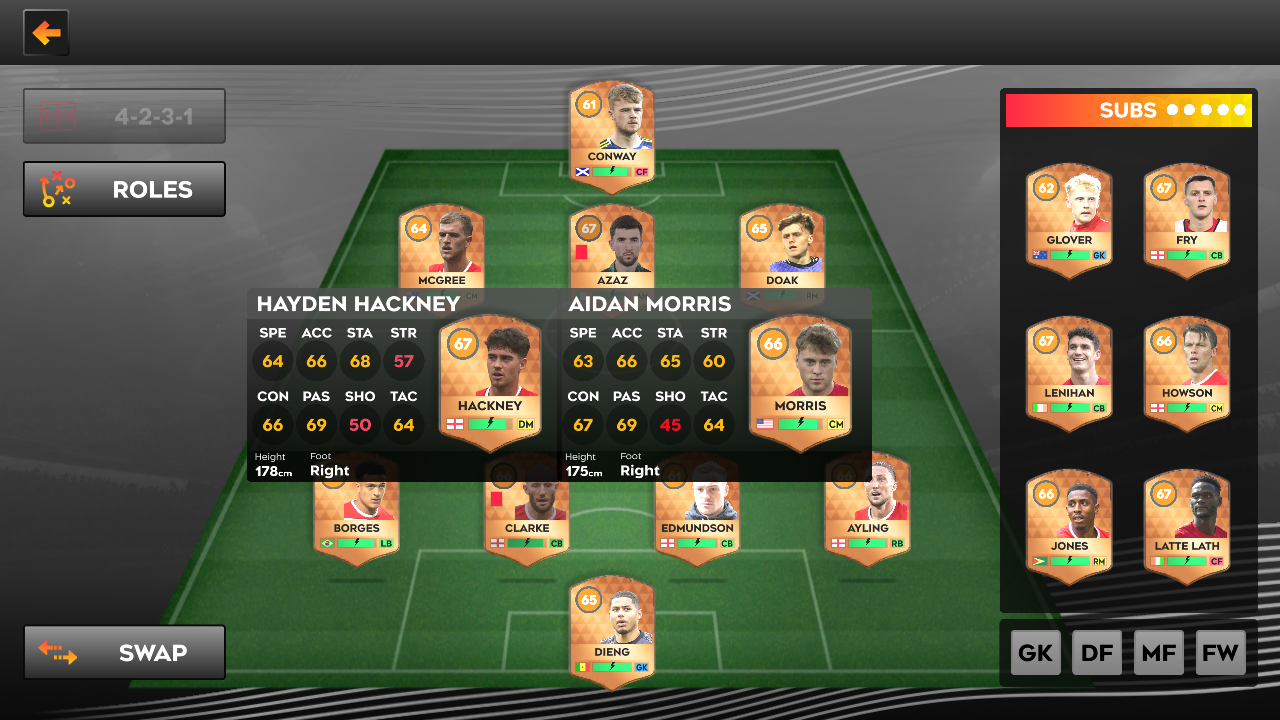 4-2-3-1
ROLES
61
CONWAY
CF
64
MCGREE
CM
67
AZAZ
65
DOAK
RM
HAYDEN HACKNEY
SPE ACC STA STR
64 66 68 57
CON PAS SHO TAC
66 69 50 64
Height Foot
178cm Right
67
HACKNEY
DM
AIDAN MORRIS
SPE ACC STA STR
63 66 65 60
CON PAS SHO TAC
67 69 45 64
Height Foot
175cm Right
66
MORRIS
CM
BORGES
LB
CLARKE
CB
EDMUNDSON
CB
AYLING
RB
65
DIENG
GK
SWAP
SUBS
62
GLOVER
GK
67
FRY
CB
67
LENIHAN
CB
66
HOWSON
CM
66
JONES
RM
67
LATTE LATH
CF
GK DF MF FW